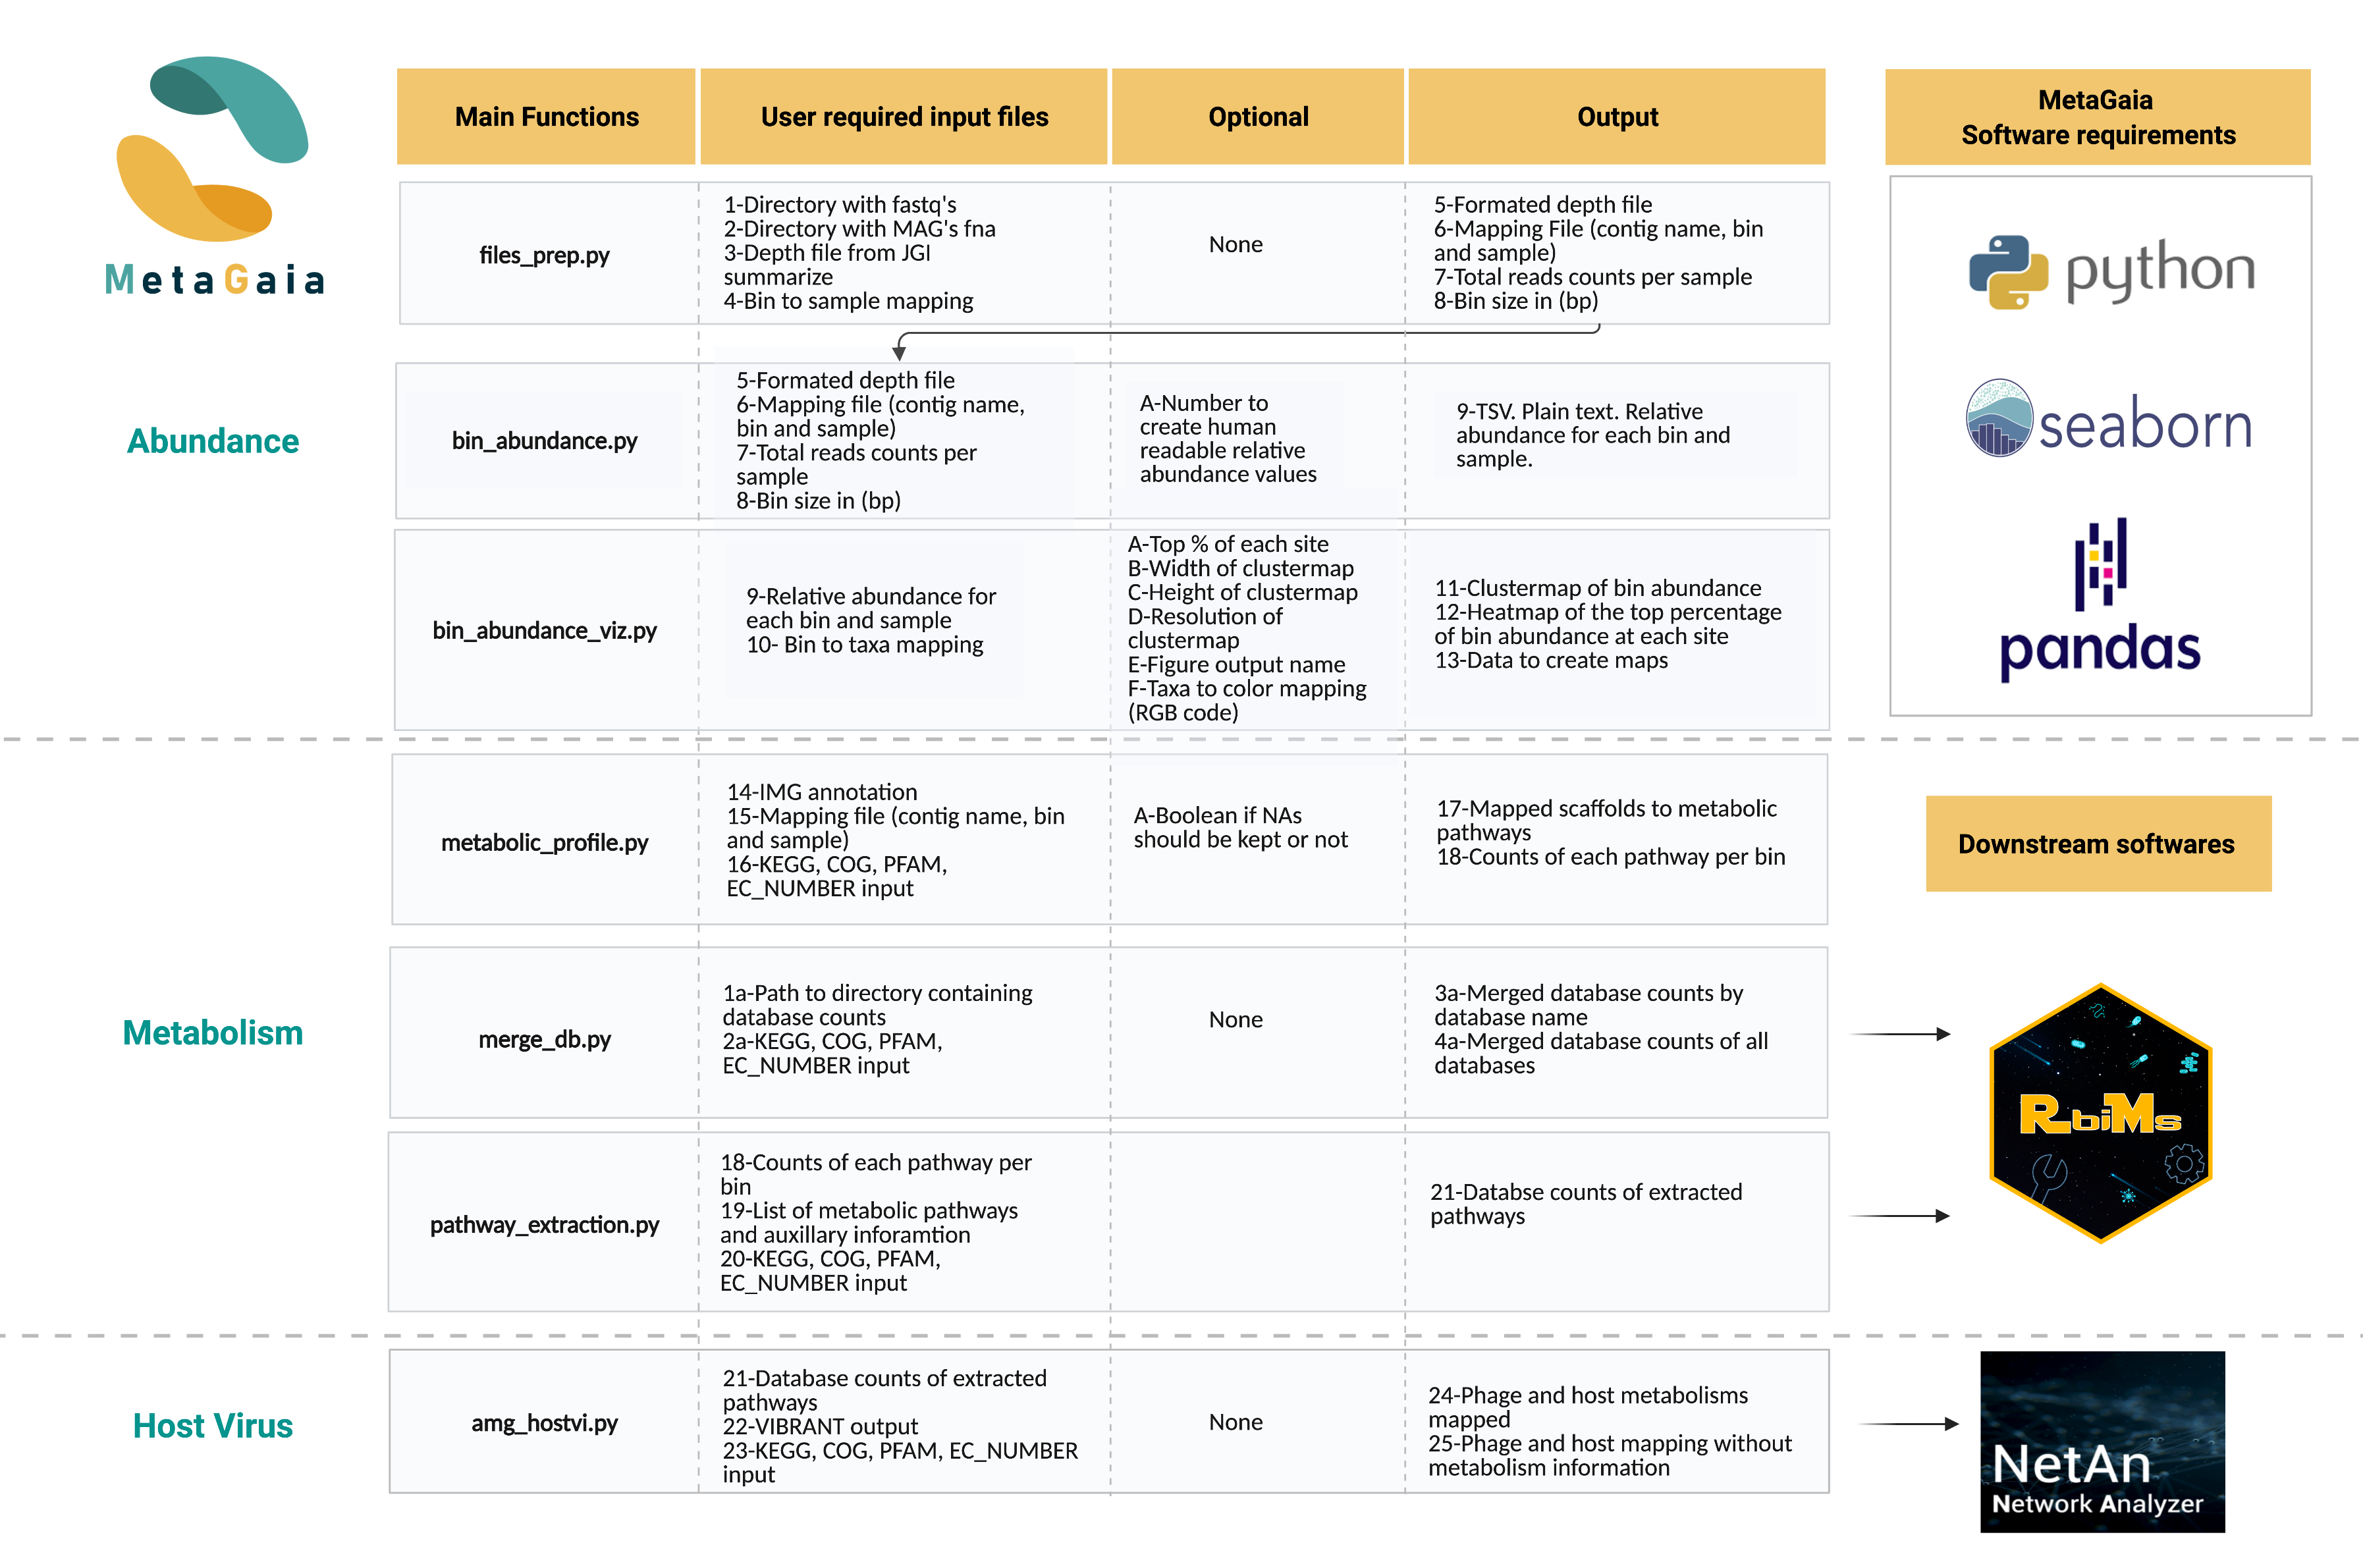 MetaGaia
Main Functions
User required input files
Optional
Output
MetaGaia
Software requirements
files_prep.py
1-Directory with fastq's
2-Directory with MAG's fna
3-Depth file from JGI
summarize
4-Bin to sample mapping
None
5-Formated depth file
6-Mapping File (contig name, bin
and sample)
7-Total reads counts per sample
8-Bin size in (bp)
python
seaborn
pandas
Abundance
bin_abundance.py
5-Formated depth file
6-Mapping file (contig name,
bin and sample)
7-Total reads counts per
sample
8-Bin size in (bp)
A-Number to
create human
readable relative
abundance values
9-TSV. Plain text. Relative
abundance for each bin and
sample.
bin_abundance_viz.py
9-Relative abundance for
each bin and sample
10- Bin to taxa mapping
A-Top % of each site
B-Width of clustermap
C-Height of clustermap
D-Resolution of
clustermap
E-Figure output name
F-Taxa to color mapping
(RGB code)
11-Clustermap of bin abundance
12-Heatmap of the top percentage
of bin abundance at each site
13-Data to create maps
metabolic_profile.py
14-IMG annotation
15-Mapping file (contig name, bin
and sample)
16-KEGG, COG, PFAM,
EC_NUMBER input
A-Boolean if NAs
should be kept or not
17-Mapped scaffolds to metabolic
pathways
18-Counts of each pathway per bin
Downstream softwares
Metabolism
merge_db.py
1a-Path to directory containing
database counts
2a-KEGG, COG, PFAM,
EC_NUMBER input
None
3a-Merged database counts by
database name
4a-Merged database counts of all
databases
RbiMs
pathway_extraction.py
18-Counts of each pathway per
bin
19-List of metabolic pathways
and auxillary inforamtion
20-KEGG, COG, PFAM,
EC_NUMBER input
21-Databse counts of extracted
pathways
Host Virus
amg_hostvi.py
21-Database counts of extracted
pathways
22-VIBRANT output
23-KEGG, COG, PFAM, EC_NUMBER
input
None
24-Phage and host metabolisms
mapped
25-Phage and host mapping without
metabolism information
NetAn
Network Analyzer